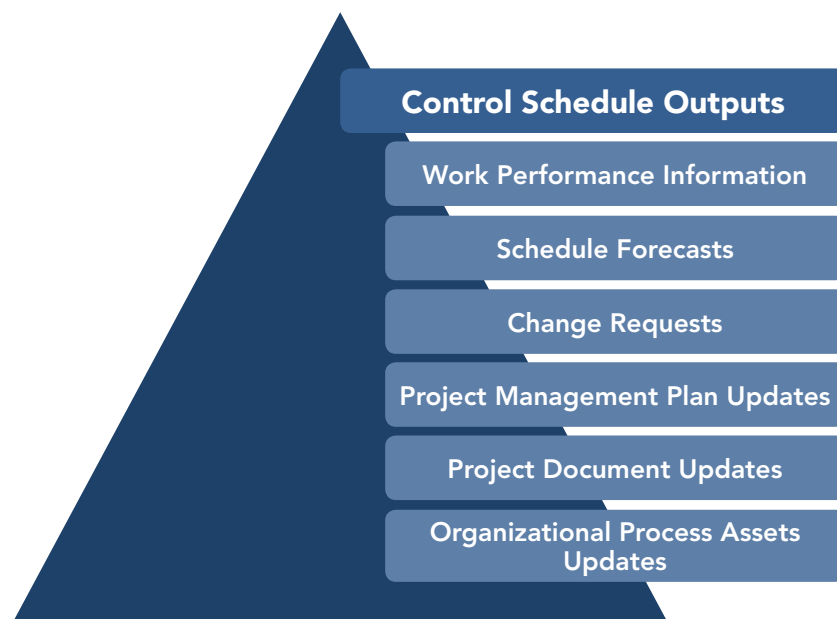 Control Schedule Outputs
Work Performance Information
Schedule Forecasts
Change Requests
Project Management Plan Updates
Project Document Updates
Organizational Process Assets
Updates